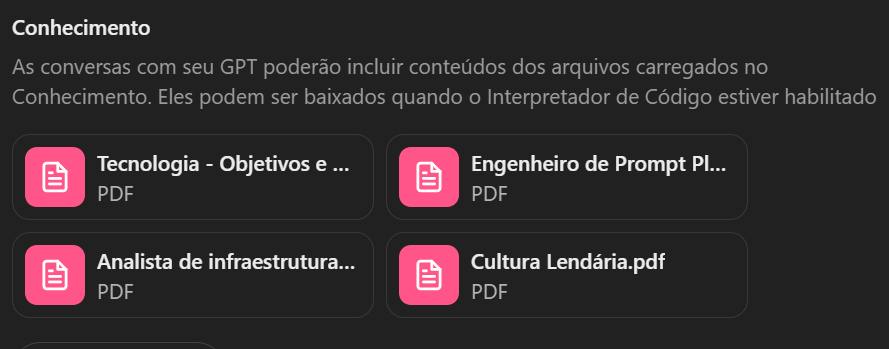 Conhecimento
As conversas com seu GPT poderão incluir conteúdos dos arquivos carregados no
Conhecimento. Eles podem ser baixados quando o Interpretador de Código estiver habilitado
Tecnologia - Objetivos e ...
PDF
Engenheiro de Prompt Pl...
PDF
Analista de infraestrutura...
PDF
Cultura Lendária.pdf
PDF